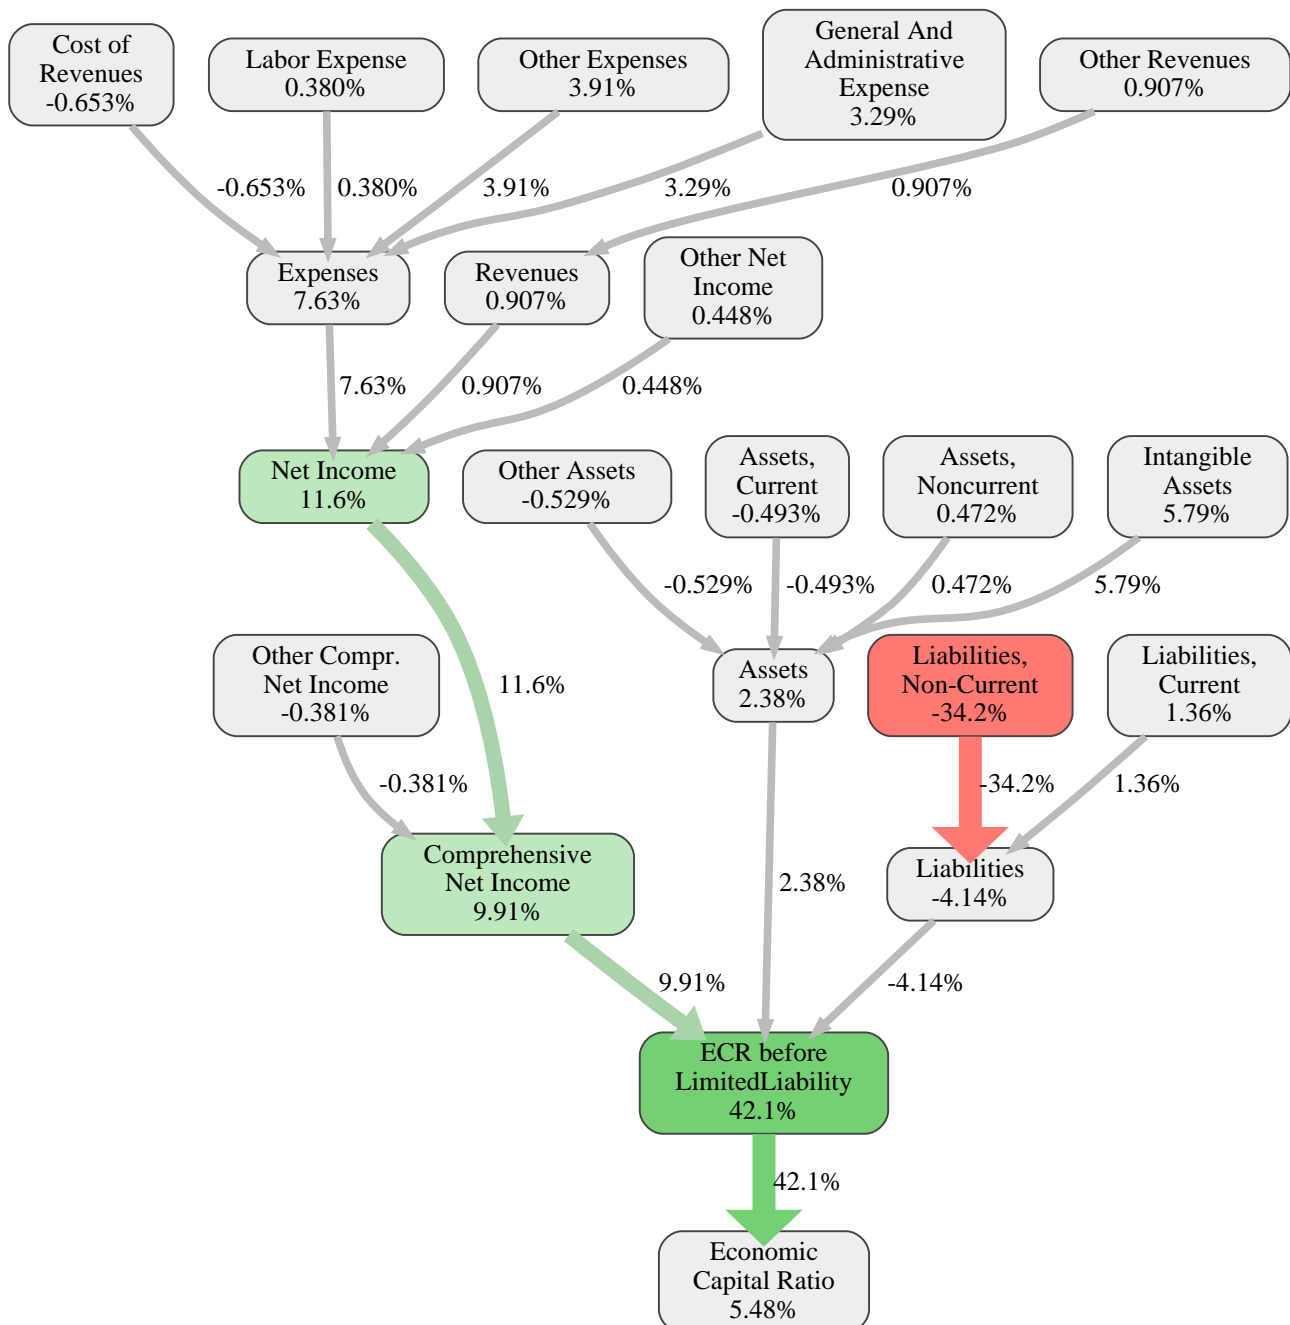 Cost of
Revenues
-0.653%
Labor Expense
0.380%
Other Expenses
3.91%
General And
Administrative
Expense
3.29%
Other Revenues
0.907%
-0.653%
0.380%
3.91%
3.29%
0.907%
Expenses
7.63%
Revenues
0.907%
Other Net
Income
0.448%
7.63%
0.907%
0.448%
Net Income
11.6%
Other Assets
-0.529%
Assets,
Current
-0.493%
Assets,
Noncurrent
0.472%
Intangible
Assets
5.79%
-0.529%
-0.493%
0.472%
5.79%
Other Compr.
Net Income
-0.381%
11.6%
Assets
2.38%
Liabilities,
Non-Current
-34.2%
Liabilities,
Current
1.36%
-0.381%
-34.2%
1.36%
Comprehensive
Net Income
9.91%
2.38%
Liabilities
-4.14%
9.91%
-4.14%
ECR before
LimitedLiability
42.1%
42.1%
Economic
Capital Ratio
5.48%